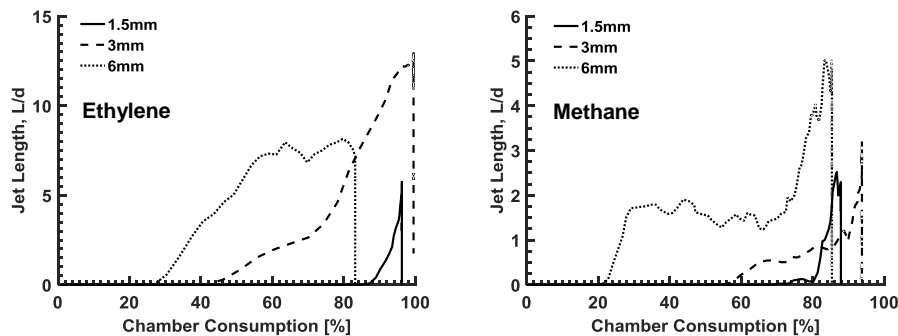 15
10
5
0
Jet Length, L/d
1.5mm
3mm
6mm
Ethylene
0 20 40 60 80 100
Chamber Consumption [%]
6
5
4
3
2
1
0
Jet Length, L/d
1.5mm
3mm
6mm
Methane
0 20 40 60 80 100
Chamber Consumption [%]